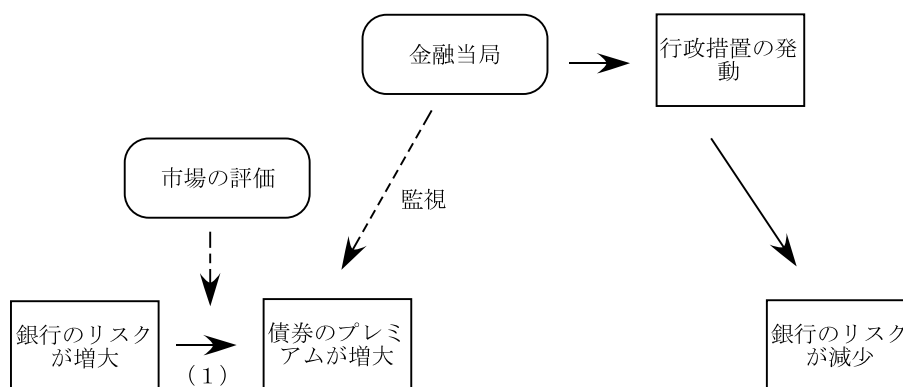 金融当局
行政措置の発
動
市場の評価
監視
銀行のリスク
が増大
(1)
債券のプレミ
アムが増大
銀行のリスク
が減少